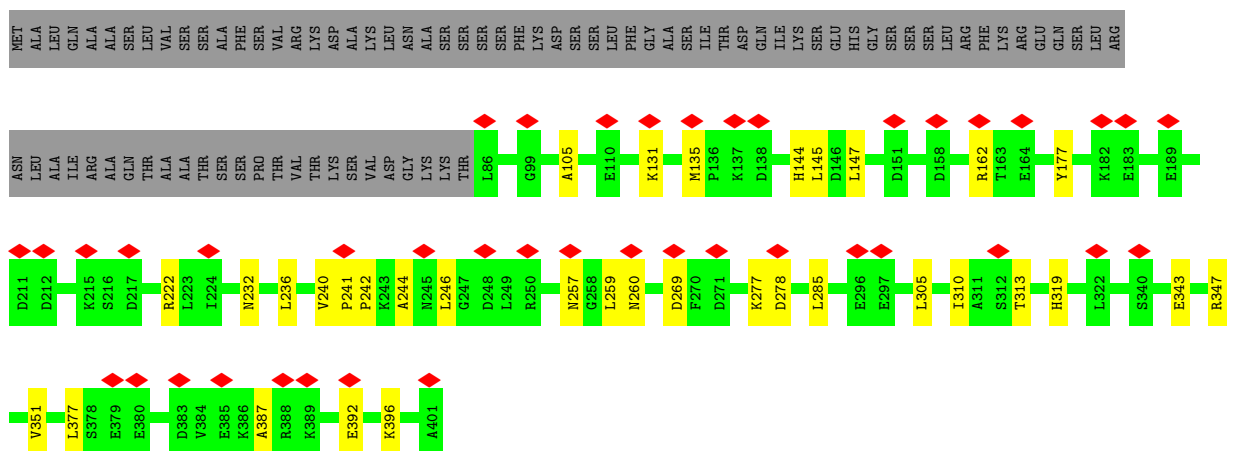 MET ALA LEU GLN ALA ALA SER LEU VAL SER SER ALA PHE SER VAL ARG LYS ASP ALA LYS LEU ASN ALA SER SER SER SER PHE LYS ASP SER SER LEU PHE GLY ALA SER ILE THR ASP GLN ILE LYS SER GLU HIS GLY SER SER SER LEU ARG PHE LYS ARG GLU GLN SER LEU ARG
ASN LEU ALA ILE ARG ALA GLN THR ALA ALA THR SER SER PRO THR VAL THR LYS SER VAL ASP GLY LYS LYS THR L86 G99 A105 E110 K131 M135 P136 K137 D138 H144 L145 D146 L147 D151 D158 R162 T163 E164 Y177 K182 E183 E189
D211 D212 K215 S216 D217 R222 L223 I224 N232 L236 V240 P241 P242 K243 A244 N245 L246 G247 D248 L249 R250 N257 G258 L259 N260 D269 F270 D271 K277 D278 L285 E296 E297 L305 I310 A311 S312 T313 H319 L322 S340 E343 R347
V351 L377 S378 E379 E380 D383 V384 E385 K386 A387 R388 K389 E392 K396 A401